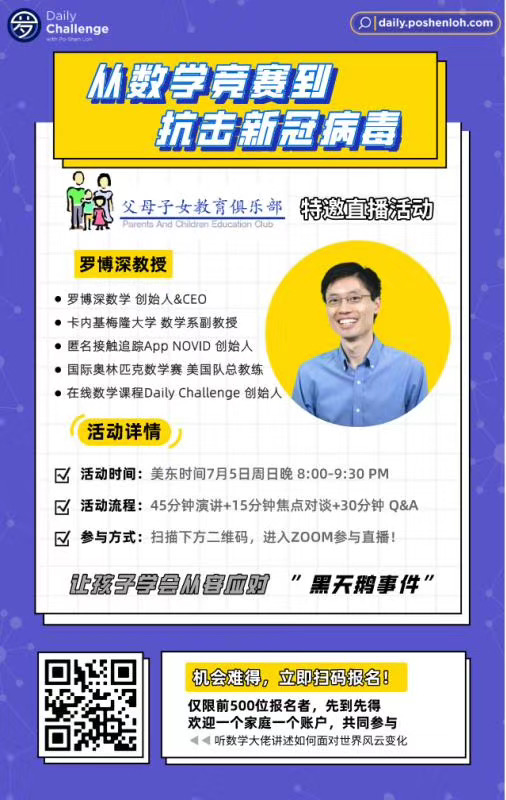 Daily
Challenge
with Po-Shen Loh
daily.poshenloh.com
从数学竞赛到
抗击新冠病毒
父母子女教育俱乐部
Parents And Children Education Club
特邀直播活动
罗博深教授
罗博深数学 创始人&CEO
卡内基梅隆大学 数学系副教授
匿名接触追踪App NOVID 创始人
国际奥林匹克数学赛 美国队总教练
在线数学课程Daily Challenge 创始人
活动详情
活动时间：美东时间7月5日周日晚 8:00-9:30 PM
活动流程：45分钟演讲+15分钟焦点对谈+30分钟 Q&A
参与方式：扫描下方二维码，进入ZOOM参与直播！
让孩子学会从容应对 ”黑天鹅事件”
机会难得，立即扫码报名！
仅限前500位报名者，先到先得
欢迎一个家庭一个账户，共同参与
听数学大佬讲述如何面对世界风云变化